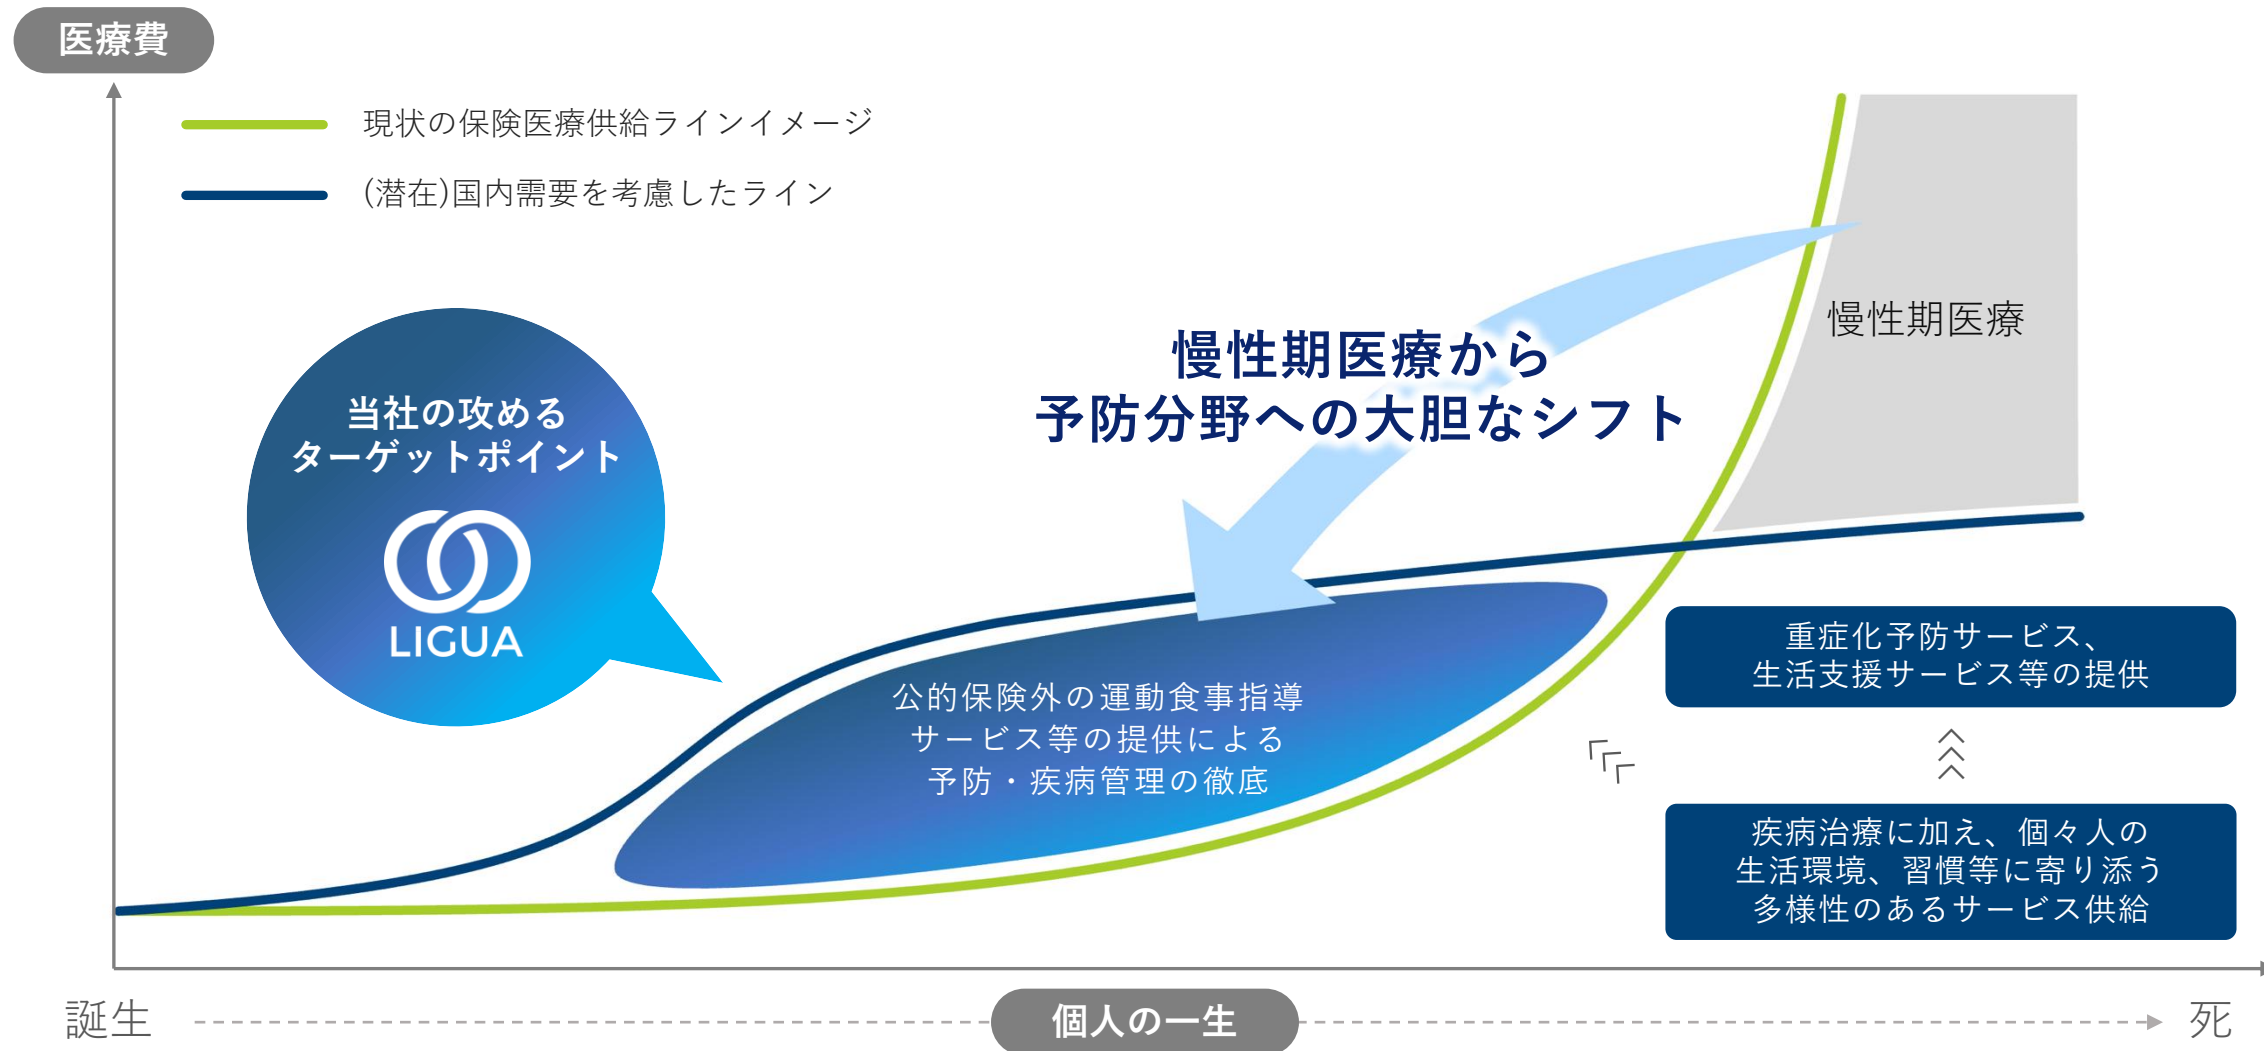 医療費
現状の保険医療供給ラインイメージ
(潜在)国内需要を考慮したライン
当社の攻める
ターゲットポイント
LIGUA
慢性期医療から
予防分野への大胆なシフト
慢性期医療
公的保険外の運動食事指導
サービス等の提供による
予防・疾病管理の徹底
重症化予防サービス、
生活支援サービス等の提供
疾病治療に加え、個々人の
生活環境、習慣等に寄り添う
多様性のあるサービス供給
誕生
個人の一生
死